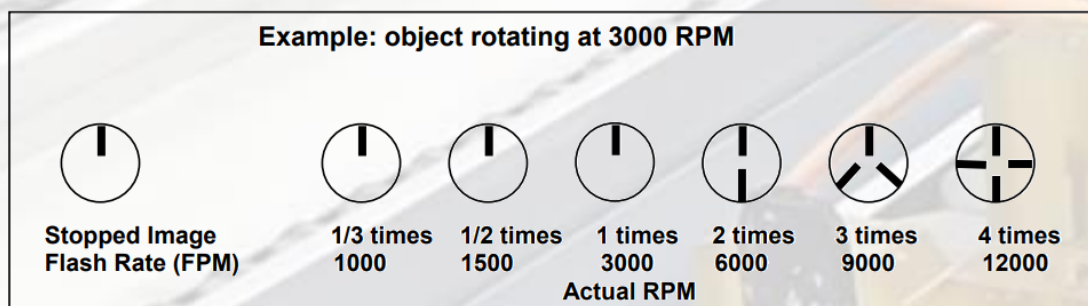 Example: object rotating at 3000 RPM
Stopped Image 1/3 times 1/2 times 1 times 2 times 3 times 4 times
Flash Rate (FPM) 1000 1500 3000 6000 9000 12000
Actual RPM